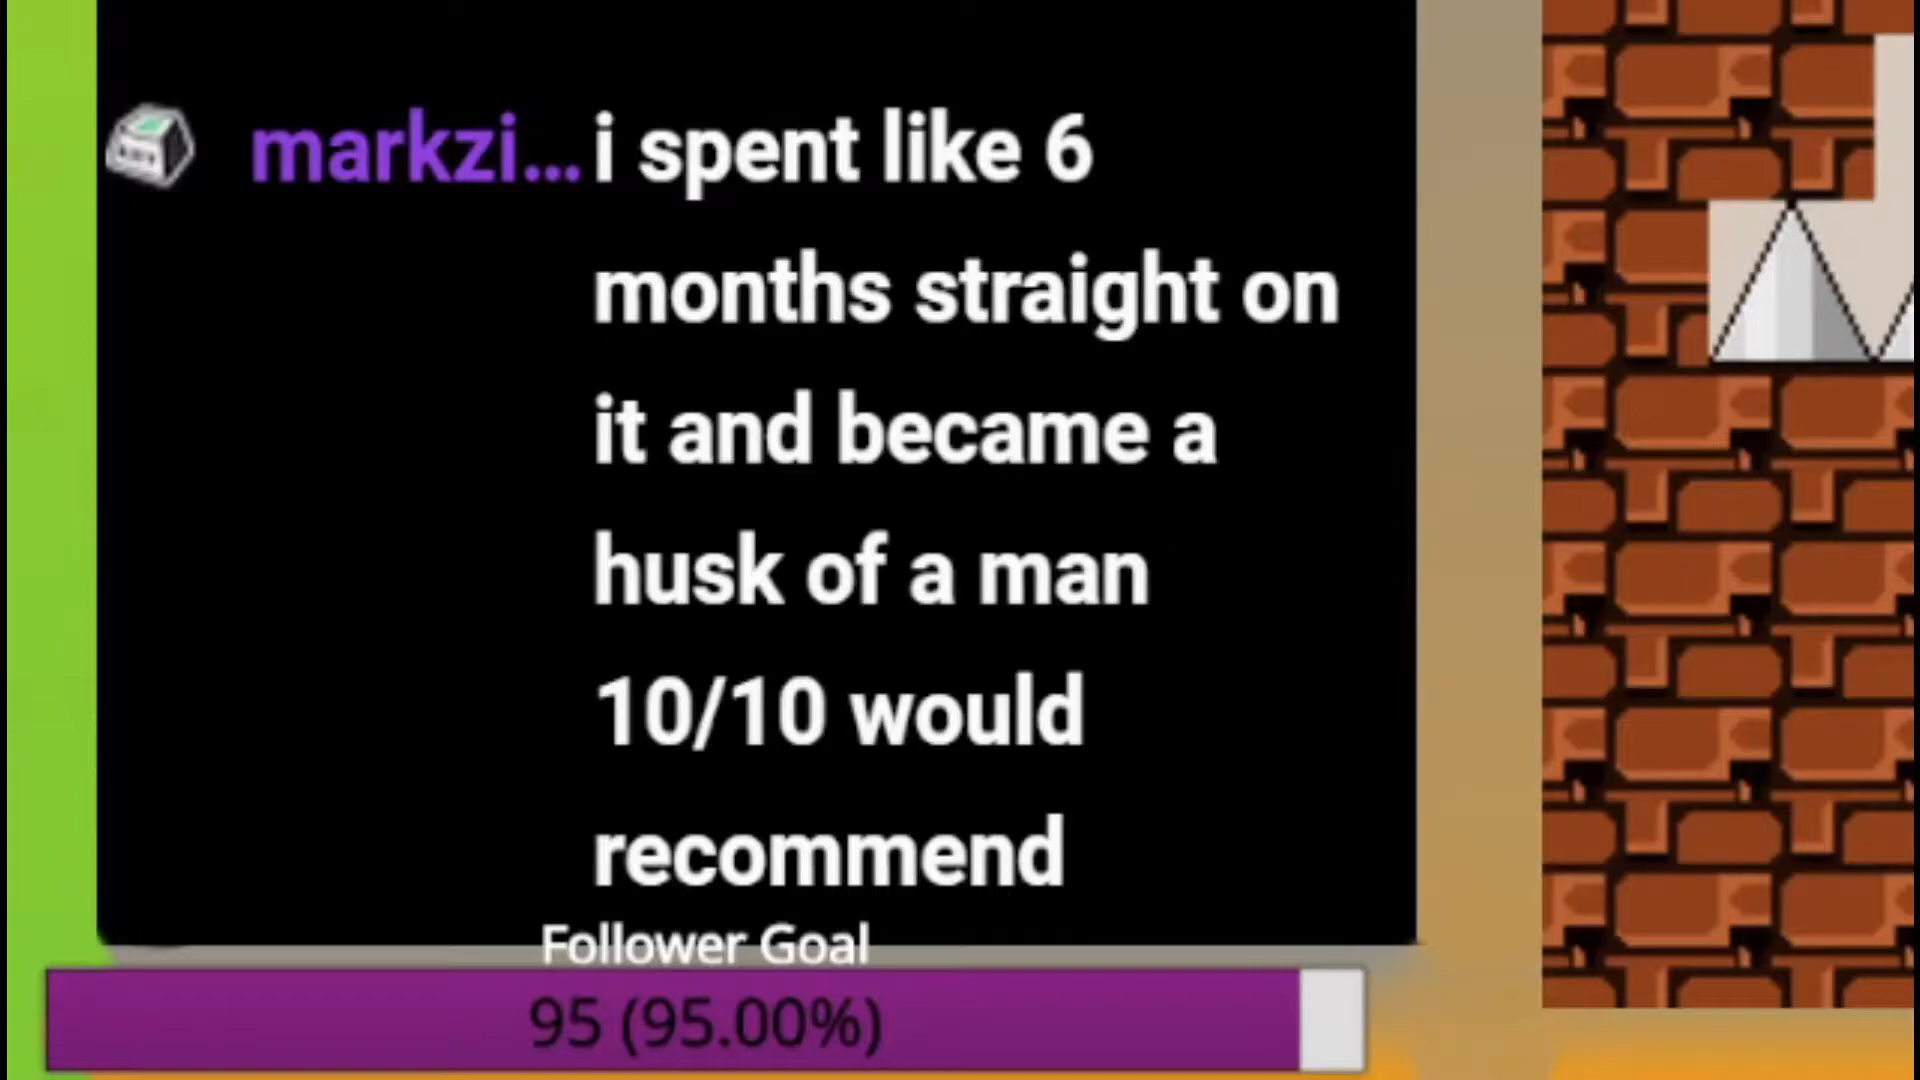 markzi... i spent like 6
months straight on
it and became a
husk of a man
10/10 would
recommend
Follower Goal
95 (95.00%)